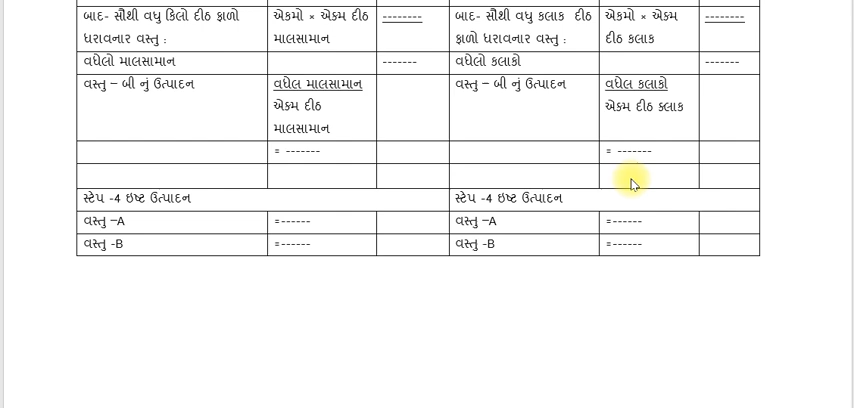 બાદ- સૌથી વધુ કિલો દીઠ ફાળો ધરાવનાર વસ્તુ : એકમો × એકમ દીઠ માલસામાન -------- બાદ- સૌથી વધુ કલાક દીઠ ફાળો ધરાવનાર વસ્તુ : એકમો × એકમ દીઠ કલાક --------
વધેલો માલસામાન ------- વધેલો કલાકો -------
વસ્તુ – બી નું ઉત્પાદન વધેલ માલસામાન એકમ દીઠ માલસામાન વસ્તુ – બી નું ઉત્પાદન વધેલ કલાકો એકમ દીઠ ક્લાક
= ------- = -------
સ્ટેપ -4 ઇષ્ટ ઉત્પાદન સ્ટેપ -4 ઇષ્ટ ઉત્પાદન
વસ્તુ –A =------ વસ્તુ –A =------
વસ્તુ -B =------ વસ્તુ -B =------